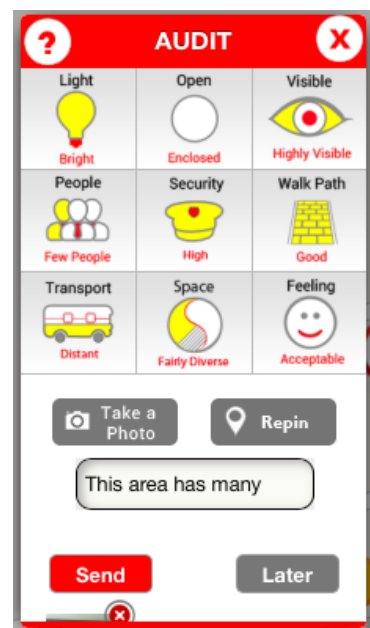 ? AUDIT X
Light Open Visible
Bright Enclosed Highly Visible
People Security Walk Path
Few People High Good
Transport Space Feeling
Distant Fairly Diverse Acceptable
Take a
Photo
Repin
This area has many
Send Later